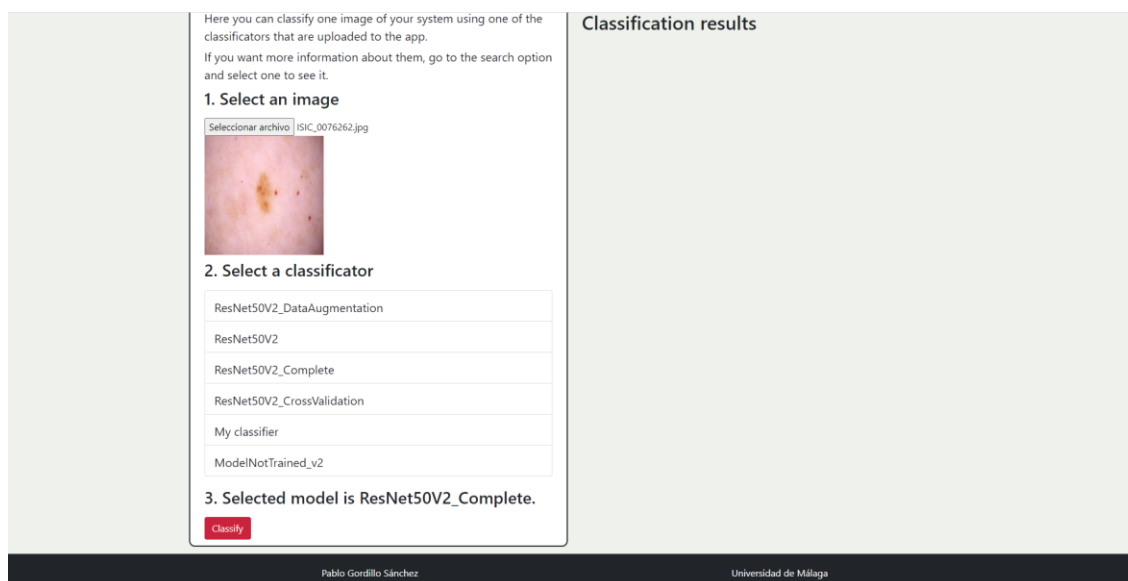 Here you can classify one image of your system using one of the
classificators that are uploaded to the app.
If you want more information about them, go to the search option
and select one to see it.
1. Select an image
Seleccionar archivo ISIC_0076262.jpg
2. Select a classificator
ResNet50V2_DataAugmentation
ResNet50V2
ResNet50V2_Complete
ResNet50V2_CrossValidation
My classifier
ModelNotTrained_v2
3. Selected model is ResNet50V2_Complete.
Classify
Classification results
Pablo Gordillo Sánchez
Universidad de Málaga